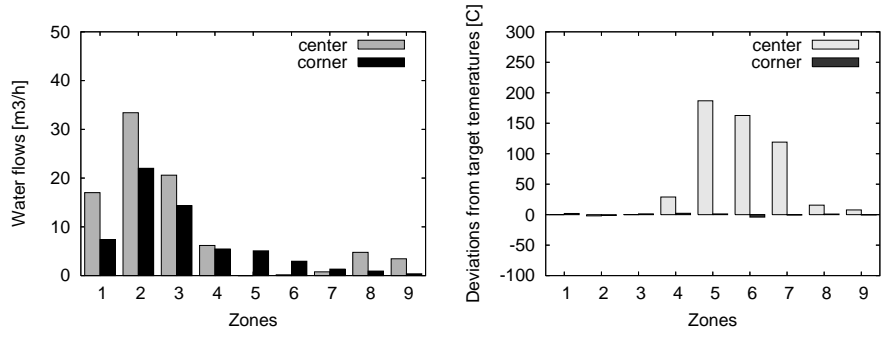 Water flows [m3/h]
50
40
30
20
10
0
center
corner
1 2 3 4 5 6 7 8 9
Zones
Deviations from target temeratures [C]
300
250
200
150
100
50
0
-50
-100
center
corner
1 2 3 4 5 6 7 8 9
Zones